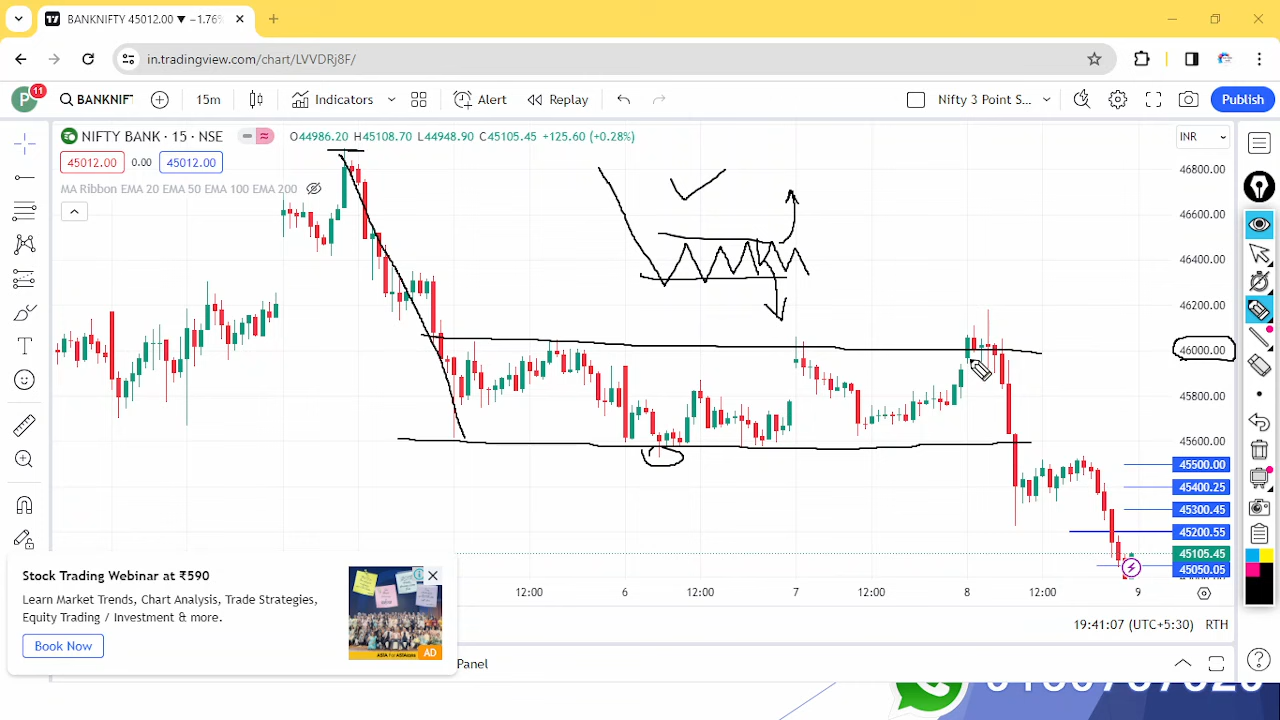 BANKNIFTY 45012.00 ▼ −1.76%
in.tradingview.com/chart/LVVDRj8F/
P 11 BANKNIFT 15m Indicators Alert Replay Nifty 3 Point S... Publish
NIFTY BANK · 15 · NSE O44986.20 H45108.70 L44948.90 C45105.45 +125.60 (+0.28%)
INR
45012.00 0.00 45012.00
MA Ribbon EMA 20 EMA 50 EMA 100 EMA 200
46800.00
46600.00
46400.00
46200.00
46000.00
45800.00
45600.00
45500.00
45400.25
45300.45
45200.55
45105.45
45050.05
Stock Trading Webinar at ₹590
Learn Market Trends, Chart Analysis, Trade Strategies,
Equity Trading / Investment & more.
Book Now
AD
12:00 6 12:00 7 12:00 8 12:00 9
19:41:07 (UTC+5:30) RTH
Panel